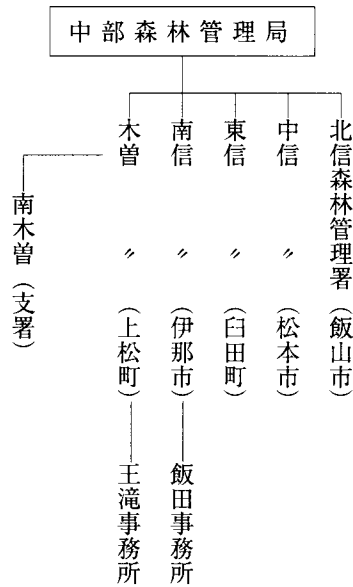 中部森林管理局
北信森林管理署（飯山市）
中信　〃　（松本市）
東信　〃　（臼田町）
南信　〃　（伊那市）飯田事務所
木曽　〃　（上松町）王滝事務所
南木曽（支署）